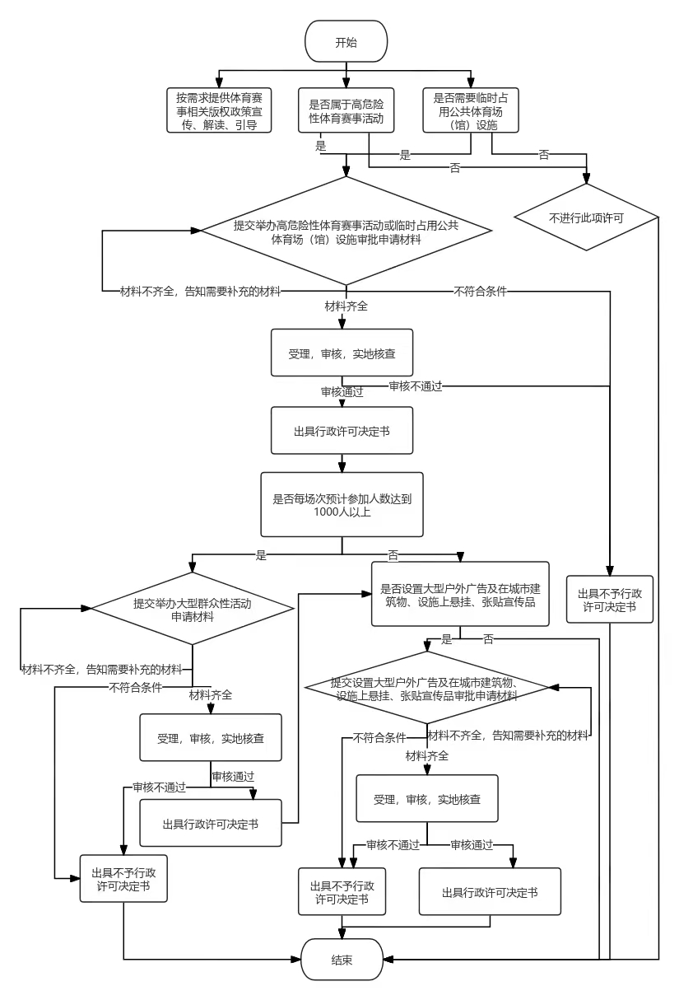 开始
按需求提供体育赛
事相关版权政策宣
传、解读、引导
是否属于高危险
性体育赛事活动
是否需要临时占
用公共体育场
（馆）设施
是
是
否
否
提交举办高危险性体育赛事活动或临时占用公共
体育场（馆）设施审批申请材料
不进行此项许可
材料不齐全，告知需要补充的材料
不符合条件
材料齐全
受理，审核，实地核查
审核不通过
审核通过
出具行政许可决定书
是否每场次预计参加人数达到
1000人以上
是
否
提交举办大型群众性活动
申请材料
是否设置大型户外广告及在城市建
筑物、设施上悬挂、张贴宣传品
出具不予行政
许可决定书
是
否
材料不齐全，告知需要补充的材料
不符合条件
材料齐全
提交设置大型户外广告及在城市建筑物、
设施上悬挂、张贴宣传品审批申请材料
受理，审核，实地核查
不符合条件
材料不齐全，告知需要补充的材料
材料齐全
审核通过
审核不通过
受理，审核，实地核查
出具行政许可决定书
审核不通过
审核通过
出具不予行政
许可决定书
出具不予行政
许可决定书
出具行政许可决定书
结束